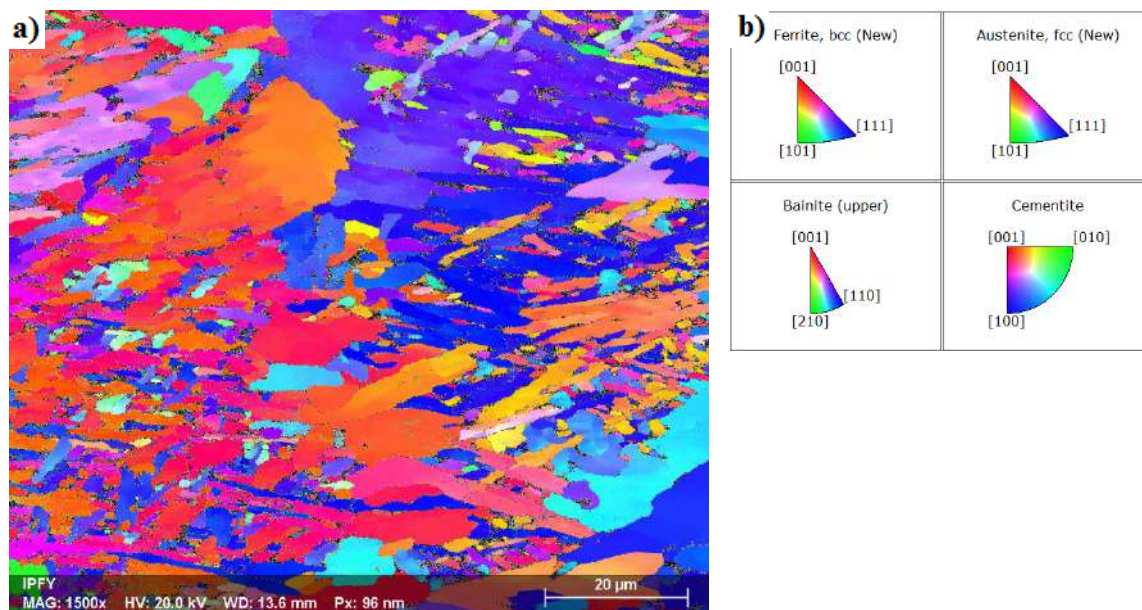 a)
IPFY
MAG: 1500x HV: 20.0 kV WD: 13.6 mm Px: 96 nm
20 µm
b)
Ferrite, bcc (New)
[001]
[111]
[101]
Austenite, fcc (New)
[001]
[111]
[101]
Bainite (upper)
[001]
[110]
[210]
Cementite
[001] [010]
[100]